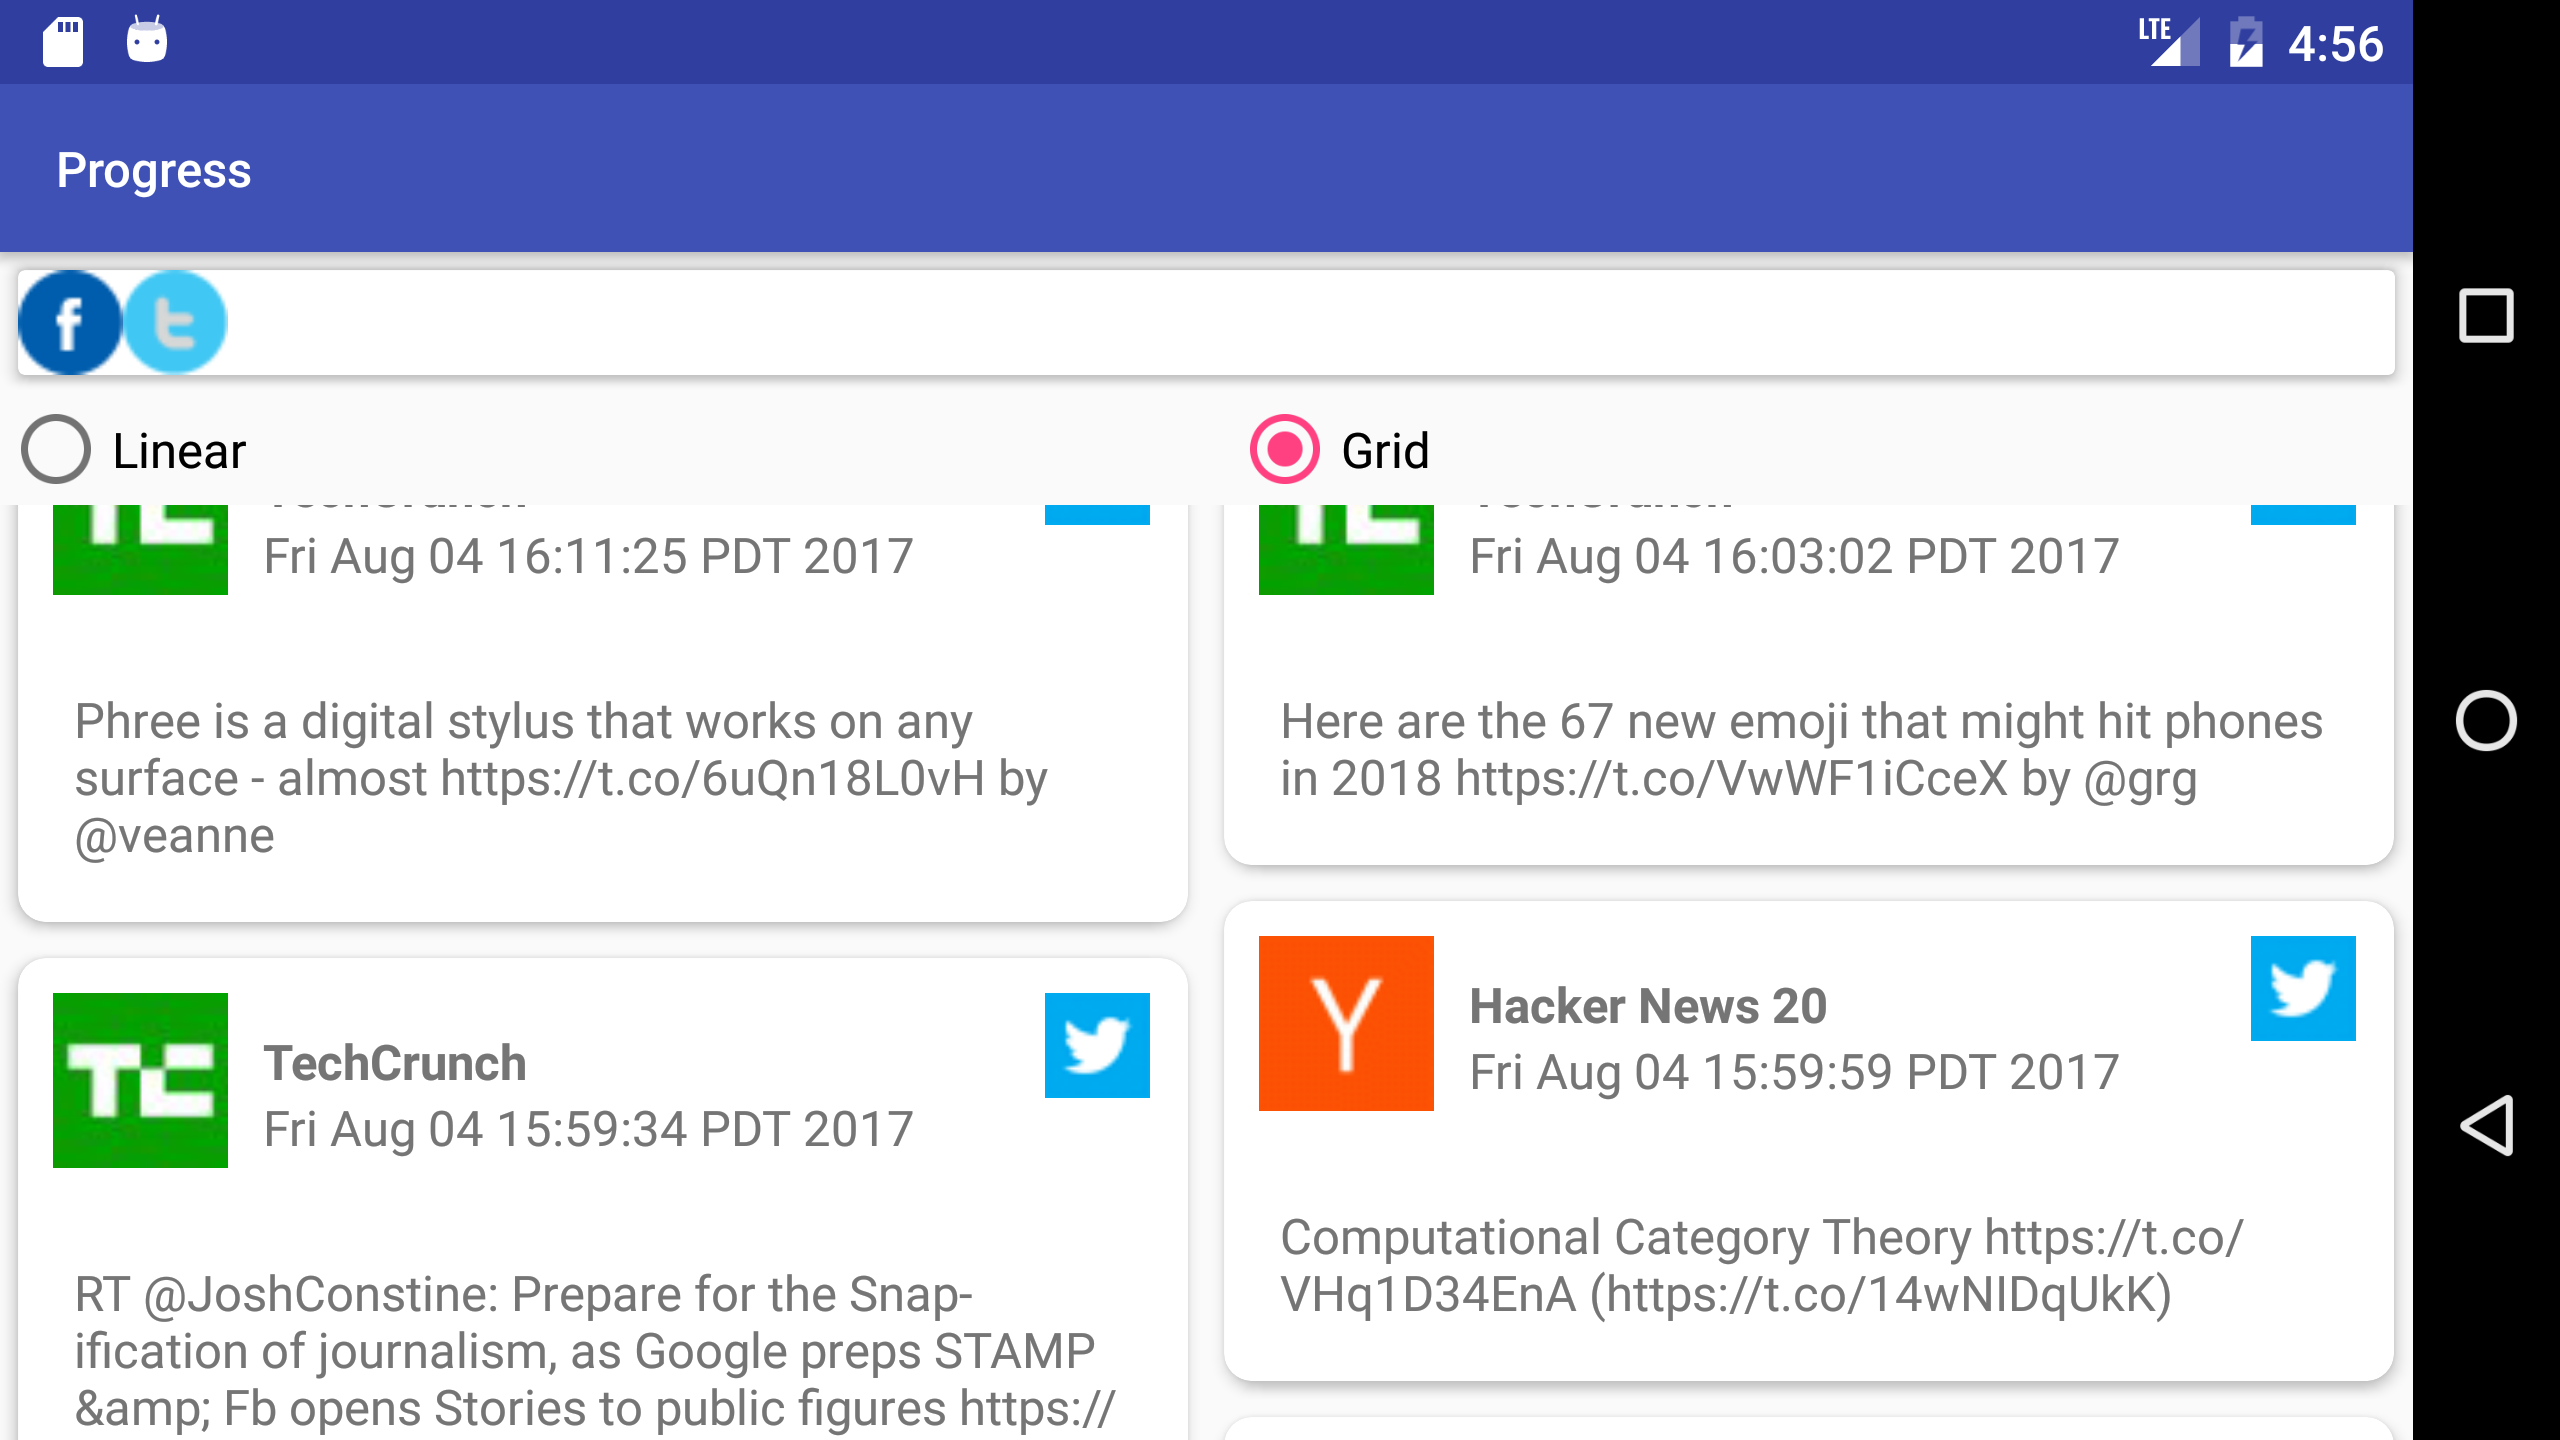 LTE 4:56
Progress
f t
Linear
Grid
TechCrunch
Fri Aug 04 16:11:25 PDT 2017
Phree is a digital stylus that works on any
surface - almost https://t.co/6uQn18L0vH by
@veanne
TechCrunch
Fri Aug 04 16:03:02 PDT 2017
Here are the 67 new emoji that might hit phones
in 2018 https://t.co/VwWF1iCceX by @grg
TC
TechCrunch
Fri Aug 04 15:59:34 PDT 2017
RT @JoshConstine: Prepare for the Snap-
ification of journalism, as Google preps STAMP
&amp; Fb opens Stories to public figures https://
Y
Hacker News 20
Fri Aug 04 15:59:59 PDT 2017
Computational Category Theory https://t.co/
VHq1D34EnA (https://t.co/14wNIDqUkK)